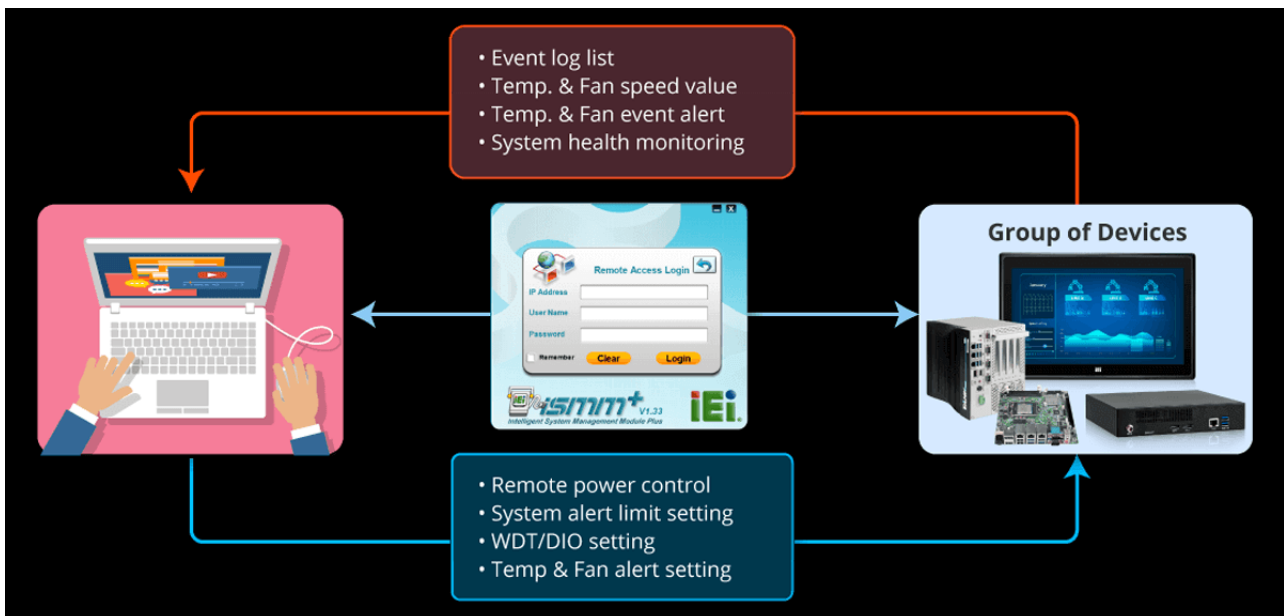 • Event log list
• Temp. & Fan speed value
• Temp. & Fan event alert
• System health monitoring
Remote Access Login
IP Address
User Name
Password
Remember
Clear
Login
iEi
iSMM+ V1.33
Intelligent System Management Module Plus
iEi
Group of Devices
• Remote power control
• System alert limit setting
• WDT/DIO setting
• Temp & Fan alert setting